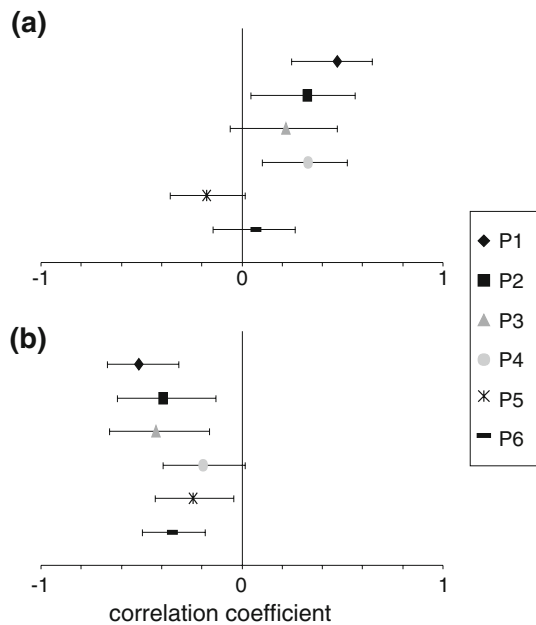 (a)
-1 0 1
P1
P2
P3
P4
P5
P6
(b)
-1 0 1
correlation coefficient